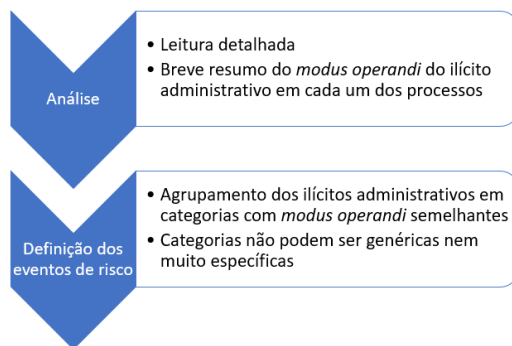 Análise
• Leitura detalhada
• Breve resumo do modus operandi do ilícito
administrativo em cada um dos processos
Definição dos
eventos de risco
• Agrupamento dos ilícitos administrativos em
categorias com modus operandi semelhantes
• Categorias não podem ser genéricas nem
muito específicas